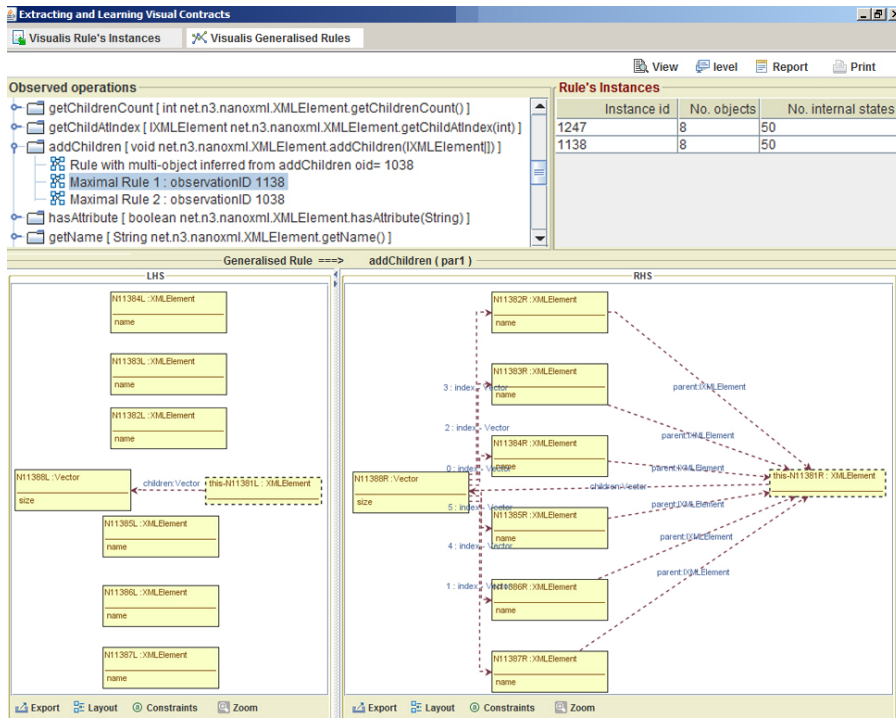 Extracting and Learning Visual Contracts
Visualis Rule's Instances
Visualis Generalised Rules
View
level
Report
Print
Observed operations
getChildrenCount [ int net.n3.nanoxml.XMLElement.getChildrenCount() ]
getChildAtIndex [ IXMLElement net.n3.nanoxml.XMLElement.getChildAtIndex(int) ]
addChildren [ void net.n3.nanoxml.XMLElement.addChildren(IXMLElement[]) ]
Rule with multi-object inferred from addChildren oid= 1038
Maximal Rule 1 : observationID 1138
Maximal Rule 2 : observationID 1038
hasAttribute [ boolean net.n3.nanoxml.XMLElement.hasAttribute(String) ]
getName [ String net.n3.nanoxml.XMLElement.getName() ]
Rule's Instances
Instance id No. objects No. internal states
1247 8 50
1138 8 50
Generalised Rule ===> addChildren ( par1 )
LHS
N11384L :XMLElement
name
N11383L :XMLElement
name
N11382L :XMLElement
name
N11388L :Vector
size
children:Vector
this-N11381L : XMLElement
N11385L :XMLElement
name
N11386L :XMLElement
name
N11387L :XMLElement
name
Export Layout Constraints Zoom
RHS
N11382R :XMLElement
name
N11383R :XMLElement
name
N11384R :XMLElement
name
N11388R : Vector
size
N11385R :XMLElement
name
N11386R :XMLElement
name
N11387R :XMLElement
name
3 : index - Vector
2 : index - Vector
0 : index - Vector
5 : index - Vector
4 : index - Vector
1 : index - Vector
children:Vector
parent:IXMLElement
parent:IXMLElement
parent:IXMLElement
parent:IXMLElement
parent:IXMLElement
parent:IXMLElement
this-N11381R : XMLElement
Export Layout Constraints Zoom